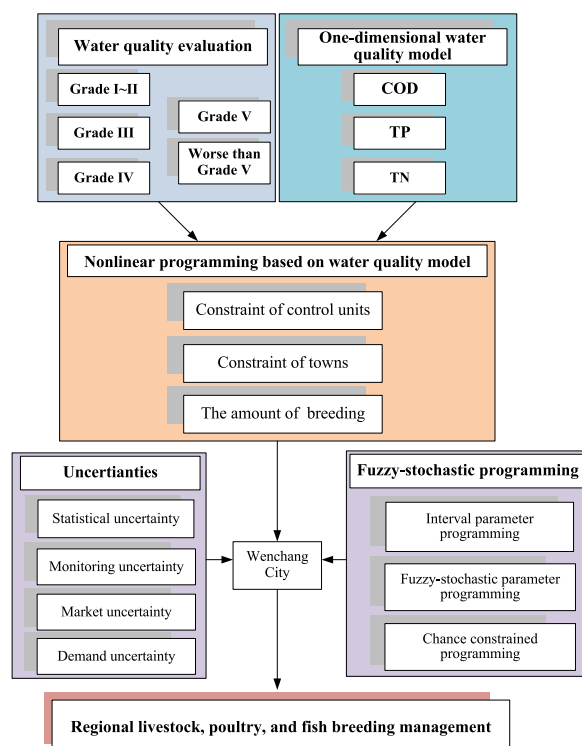 Water quality evaluation
Grade I~II
Grade III
Grade IV
Grade V
Worse than
Grade V
One-dimensional water
quality model
COD
TP
TN
Nonlinear programming based on water quality model
Constraint of control units
Constraint of towns
The amount of breeding
Uncertianties
Statistical uncertainty
Monitoring uncertainty
Market uncertainty
Demand uncertainty
Wenchang
City
Fuzzy-stochastic programming
Interval parameter
programming
Fuzzy-stochastic parameter
programming
Chance constrained
programming
Regional livestock, poultry, and fish breeding management